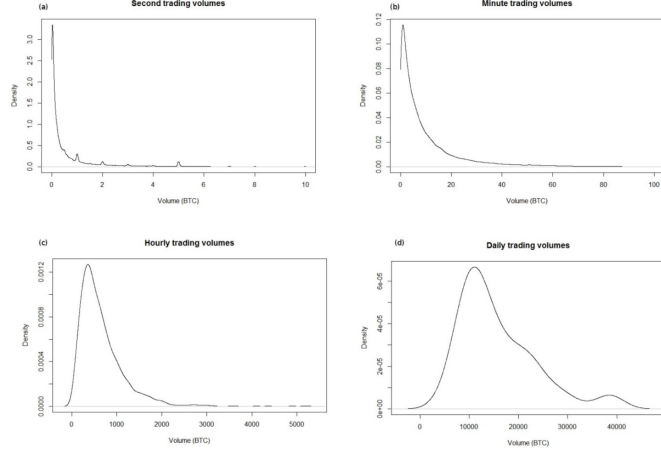 (a)
Second trading volumes
Density
3.0
2.5
2.0
1.5
1.0
0.5
0.0
0 2 4 6 8 10
Volume (BTC)
(b)
Minute trading volumes
Density
0.12
0.10
0.08
0.06
0.04
0.02
0.00
0 20 40 60 80 100
Volume (BTC)
(c)
Hourly trading volumes
Density
0.0012
0.0008
0.0004
0.0000
0 1000 2000 3000 4000 5000
Volume (BTC)
(d)
Daily trading volumes
Density
6e-05
4e-05
2e-05
0e+00
0 10000 20000 30000 40000
Volume (BTC)